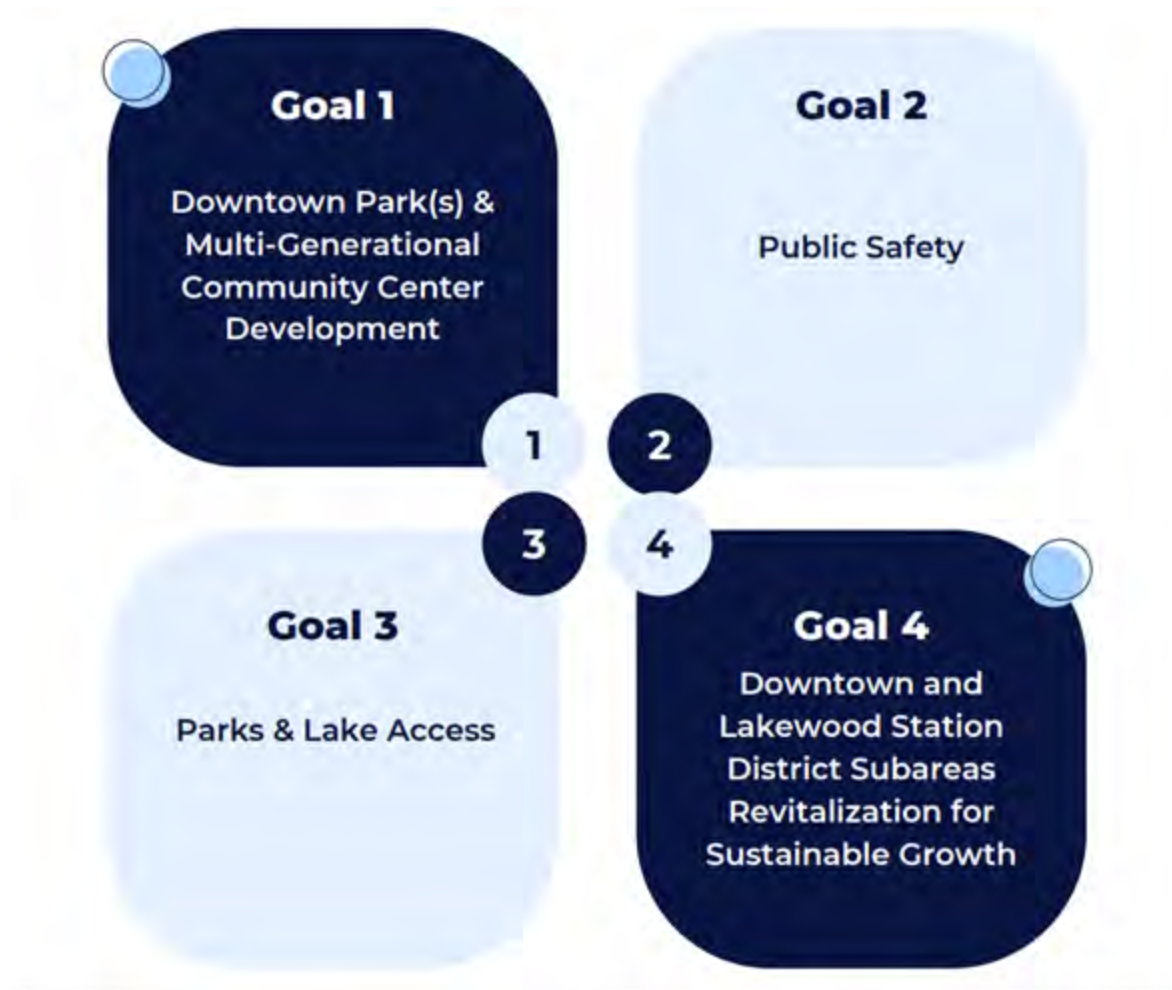 Goal 1
Downtown Park(s) &
Multi-Generational
Community Center
Development
1
Goal 2
Public Safety
2
Goal 3
Parks & Lake Access
3
Goal 4
Downtown and
Lakewood Station
District Subareas
Revitalization for
Sustainable Growth
4